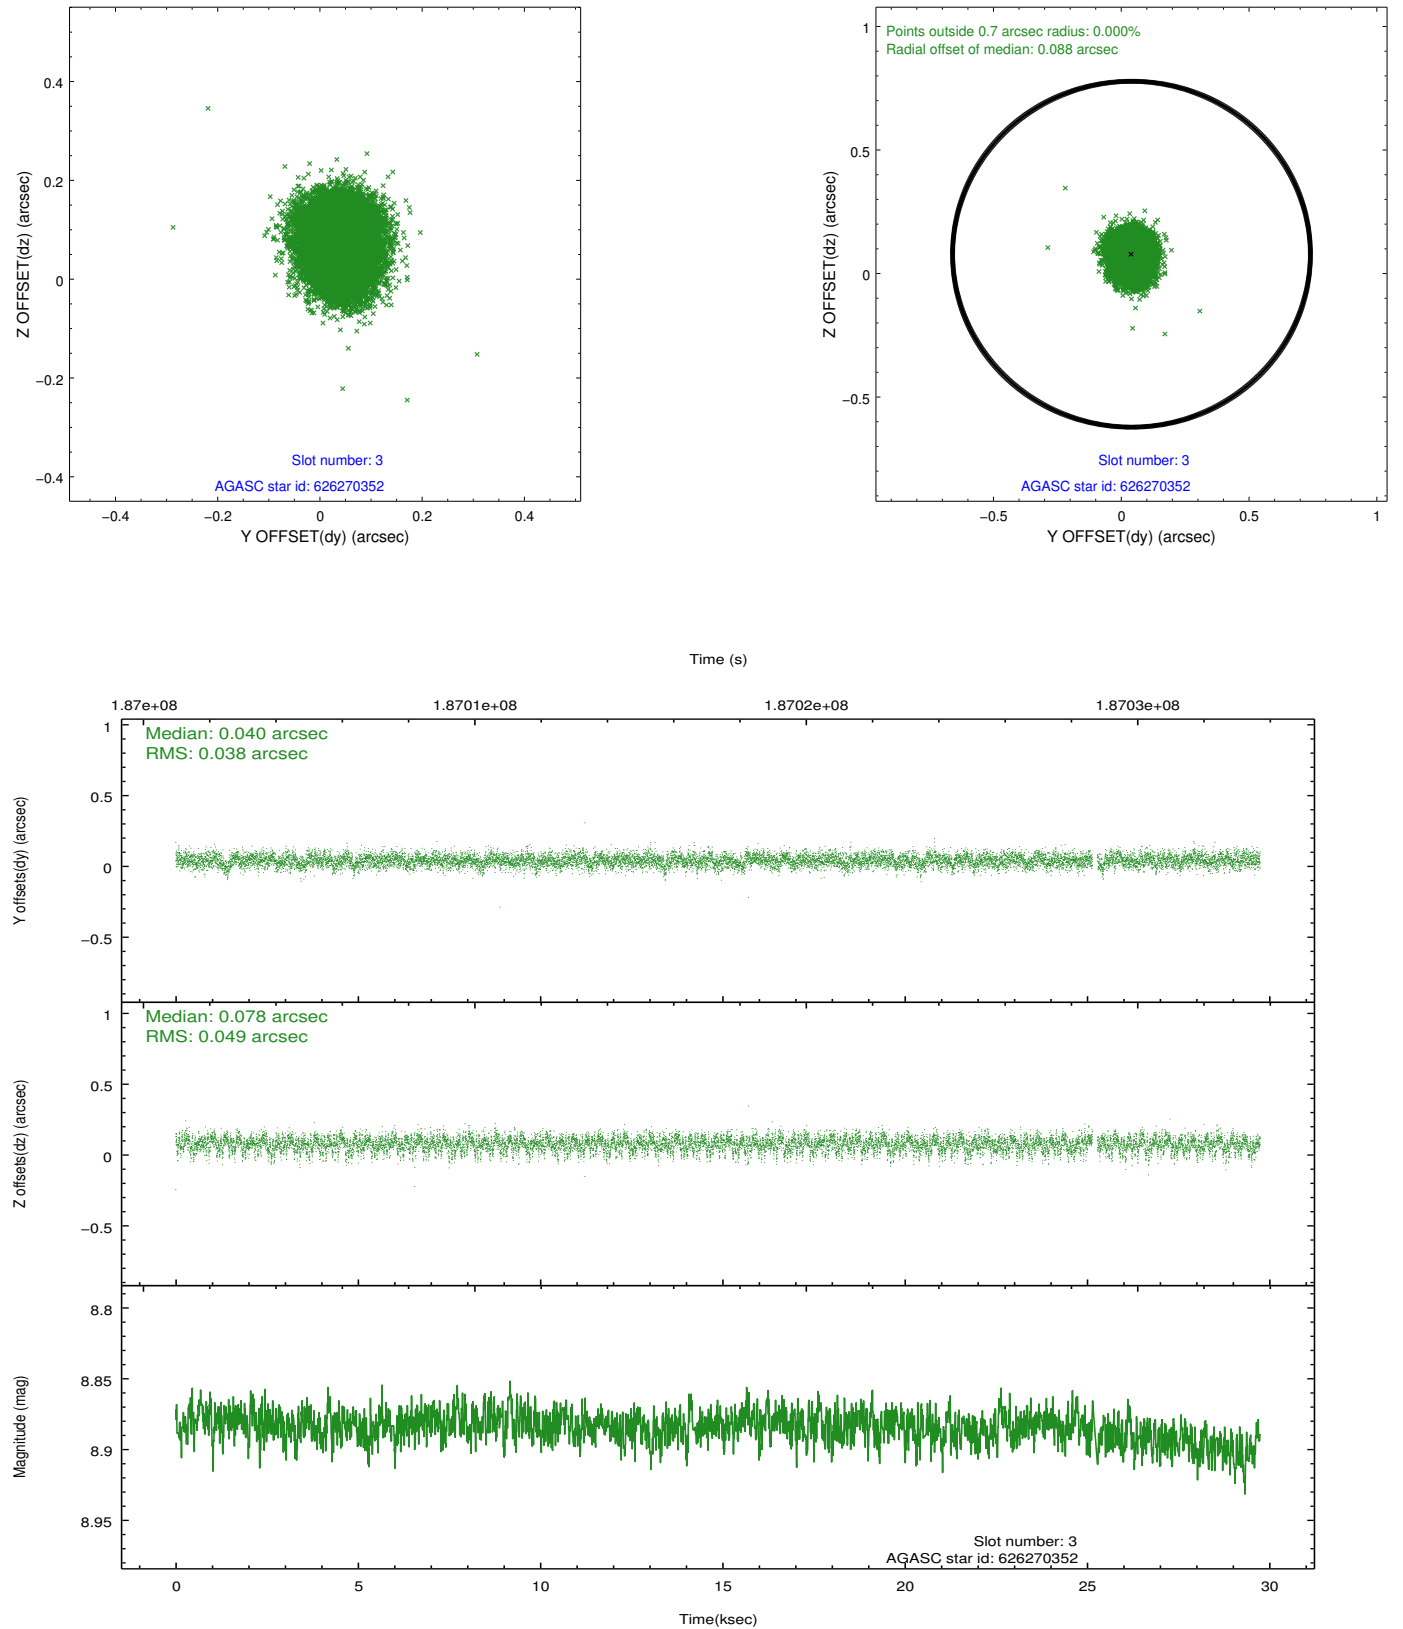 0.4
0.2
0
−0.2
−0.4
Z OFFSET(dz) (arcsec)
Slot number: 3
AGASC star id: 626270352
−0.4 −0.2 0 0.2 0.4
Y OFFSET(dy) (arcsec)
Points outside 0.7 arcsec radius: 0.000%
Radial offset of median: 0.088 arcsec
1
0.5
0
−0.5
Z OFFSET(dz) (arcsec)
Slot number: 3
AGASC star id: 626270352
−0.5 0 0.5 1
Y OFFSET(dy) (arcsec)
Time (s)
1.87e+08 1.8701e+08 1.8702e+08 1.8703e+08
Median: 0.040 arcsec
RMS: 0.038 arcsec
1
0.5
0
−0.5
Y offsets(dy) (arcsec)
Median: 0.078 arcsec
RMS: 0.049 arcsec
1
0.5
0
−0.5
Z offsets(dz) (arcsec)
8.8
8.85
8.9
8.95
Magnitude (mag)
Slot number: 3
AGASC star id: 626270352
0 5 10 15 20 25 30
Time(ksec)